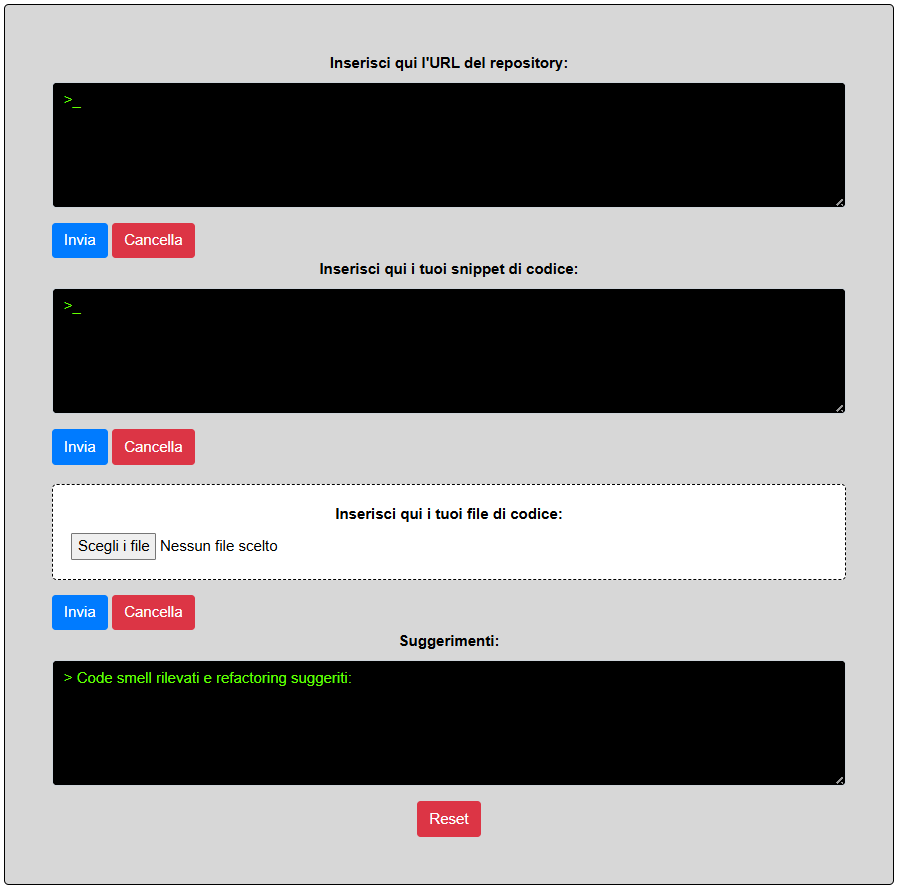 Inserisci qui l'URL del repository:
>_
Invia Cancella
Inserisci qui i tuoi snippet di codice:
>_
Invia Cancella
Inserisci qui i tuoi file di codice:
Scegli i file Nessun file scelto
Invia Cancella
Suggerimenti:
> Code smell rilevati e refactoring suggeriti:
Reset